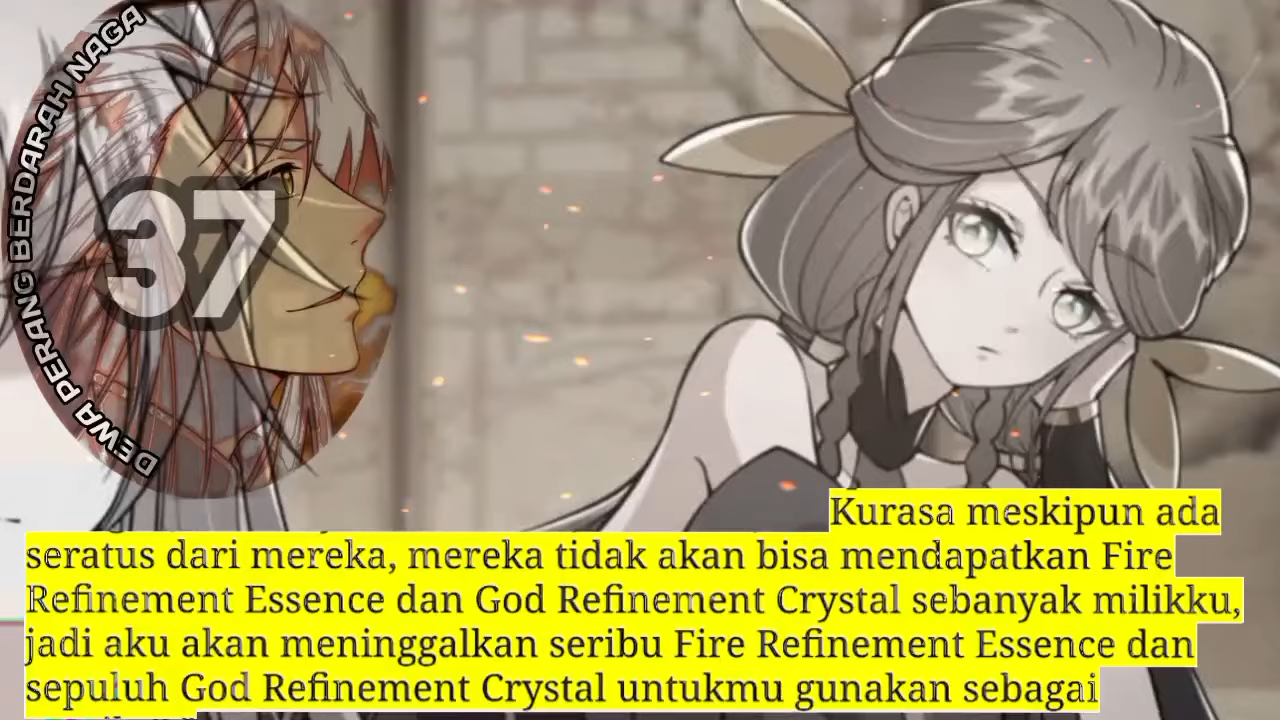 DEWA PERANG BERDARAH NAGA
37
Kurasa meskipun ada
seratus dari mereka, mereka tidak akan bisa mendapatkan Fire
Refinement Essence dan God Refinement Crystal sebanyak milikku,
jadi aku akan meninggalkan seribu Fire Refinement Essence dan
sepuluh God Refinement Crystal untukmu gunakan sebagai